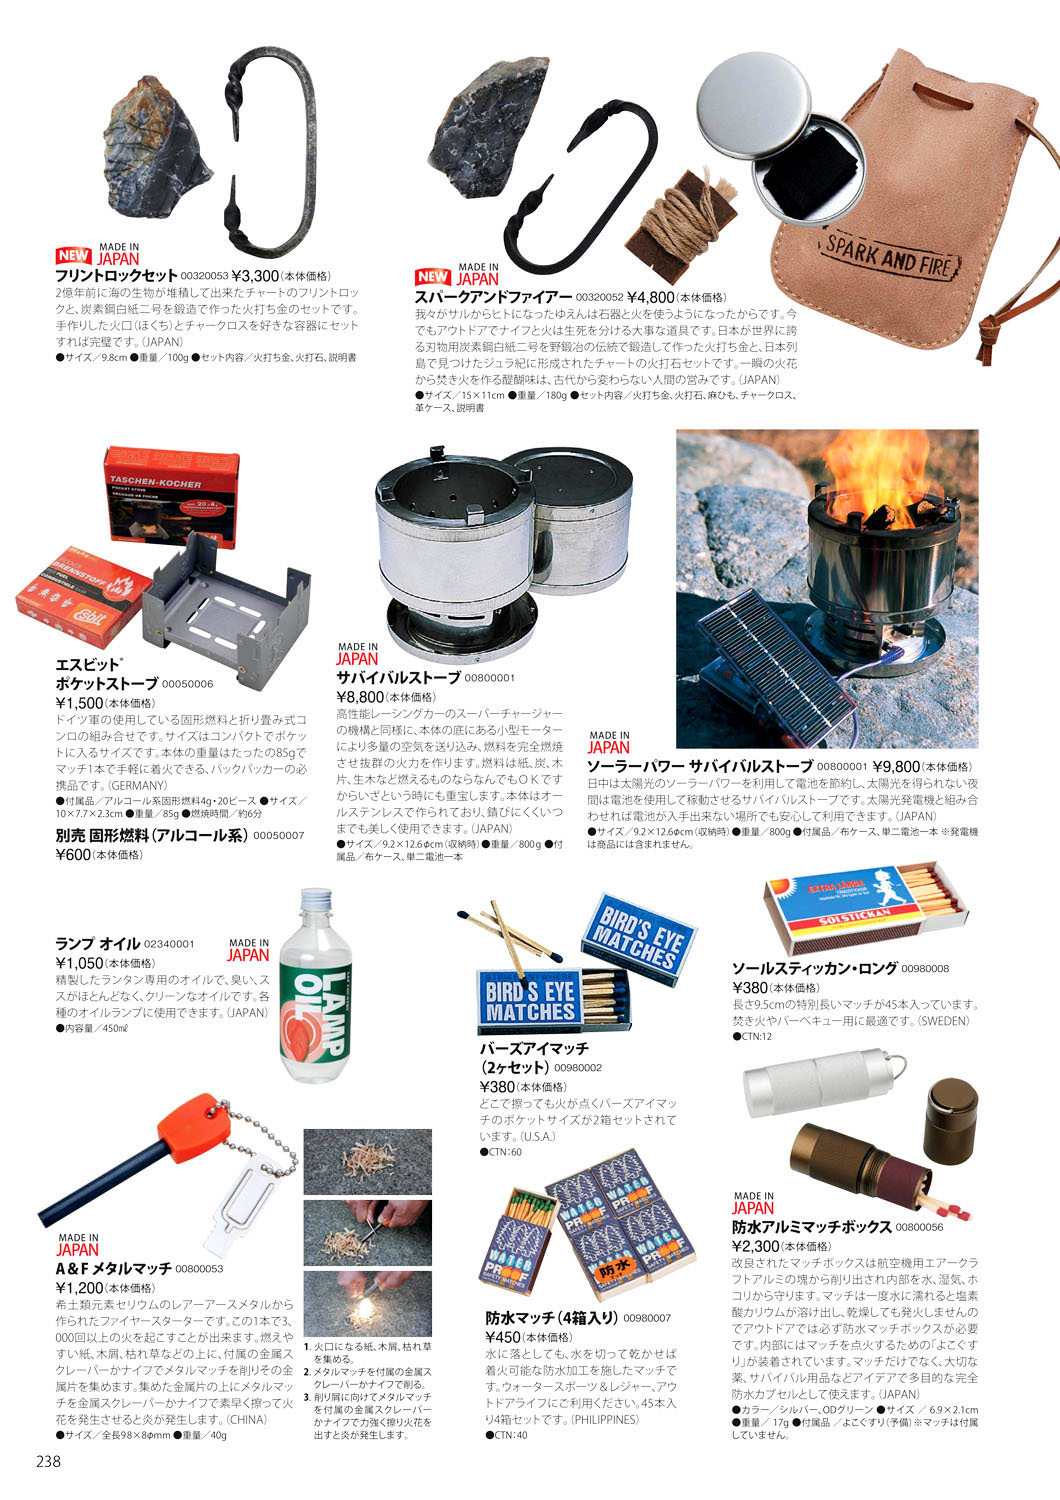 NEW MADE IN JAPAN
フリントロックセット 00320053 ¥3,300(本体価格)
2億年前に海の生物が堆積して出来たチャートのフリントロッ
クと、炭素鋼白紙二号を鍛造で作った火打ち金のセットです。
手作りした火口(ほくち)とチャークロスを好きな容器にセット
すれば完璧です。(JAPAN)
●サイズ／9.8cm ●重量／100g ●セット内容／火打ち金、火打石、説明書
SPARK AND FIRE
NEW MADE IN JAPAN
スパークアンドファイアー 00320052 ¥4,800(本体価格)
我々がサルからヒトになったゆえんは石器と火を使うようになったからです。今
でもアウトドアでナイフと火は生死を分ける大事な道具です。日本が世界に誇
る刃物用炭素鋼白紙二号を野鍛冶の伝統で鍛造して作った火打ち金と、日本列
島で見つけたジュラ紀に形成されたチャートの火打石セットです。一瞬の火花
から焚き火を作る醍醐味は、古代から変わらない人間の営みです。(JAPAN)
●サイズ／15×11cm ●重量／180g ●セット内容／火打ち金、火打石、麻ひも、チャークロス、
革ケース、説明書
TASCHEN-KOCHER
POCKET STOVE
RÉCHAUD DE POCHE
BRENNSTOFF
FUEL
COMBUSTIBLE
Esbit
エスビット®
ポケットストーブ 00050006
¥1,500(本体価格)
ドイツ軍の使用している固形燃料と折り畳み式コ
ンロの組み合せです。サイズはコンパクトでポケッ
トに入るサイズです。本体の重量はたったの85gで
マッチ1本で手軽に着火できる、バックパッカーの必
携品です。(GERMANY)
●付属品／アルコール系固形燃料4g・20ピース ●サイズ／
10×7.7×2.3cm ●重量／85g ●燃焼時間／約6分
別売 固形燃料(アルコール系) 00050007
¥600(本体価格)
MADE IN JAPAN
サバイバルストーブ 00800001
¥8,800(本体価格)
高性能レーシングカーのスーパーチャージャー
の機構と同様に、本体の底にある小型モーター
により多量の空気を送り込み、燃料を完全燃焼
させ抜群の火力を作ります。燃料は紙、炭、木
片、生木など燃えるものならなんでもＯＫです
からいざという時にも重宝します。本体はオー
ルステンレスで作られており、錆びにくくいつ
までも美しく使用できます。(JAPAN)
●サイズ／9.2×12.6φcm(収納時) ●重量／800g ●付
属品／布ケース、単二電池一本
MADE IN JAPAN
ソーラーパワー サバイバルストーブ 00800001 ¥9,800(本体価格)
日中は太陽光のソーラーパワーを利用して電池を節約し、太陽光を得られない夜
間は電池を使用して稼動させるサバイバルストーブです。太陽光発電機と組み合
わせれば電池が入手出来ない場所でも安心して利用できます。(JAPAN)
●サイズ／9.2×12.6φcm(収納時) ●重量／800g ●付属品／布ケース、単二電池一本 ※発電機
は商品には含まれません。
ランプ オイル 02340001
MADE IN JAPAN
¥1,050(本体価格)
精製したランタン専用のオイルで、臭い、ス
スがほとんどなく、クリーンなオイルです。各
種のオイルランプに使用できます。(JAPAN)
●内容量／450㎖
LAMP OIL
BIRD'S EYE
MATCHES
STRIKE ANYWHERE
BIRD'S EYE
MATCHES
バーズアイマッチ
(2ヶセット) 00980002
¥380(本体価格)
どこで擦っても火が点くバーズアイマッ
チのポケットサイズが2箱セットされて
います。(U.S.A.)
●CTN：60
EXTRA LÅNGA
TÄNDSTICKOR
SOLSTICKAN
ソールスティッカン・ロング 00980008
¥380(本体価格)
長さ9.5cmの特別長いマッチが45本入っています。
焚き火やバーベキュー用に最適です。(SWEDEN)
●CTN:12
MADE IN JAPAN
A＆F メタルマッチ 00800053
¥1,200(本体価格)
希土類元素セリウムのレアーアースメタルから
作られたファイヤースターターです。この1本で3,
000回以上の火を起こすことが出来ます。燃えや
すい紙、木屑、枯れ草などの上に、付属の金属ス
クレーパーかナイフでメタルマッチを削りその金
属片を集めます。集めた金属片の上にメタルマッ
チを金属スクレーパーかナイフで素早く擦って火
花を発生させると炎が発生します。(CHINA)
●サイズ／全長98×8φmm ●重量／40g
1. 火口になる紙、木屑、枯れ草
を集める。
2. メタルマッチを付属の金属ス
クレーパーかナイフで削る。
3. 削り屑に向けてメタルマッチ
を付属の金属スクレーパー
かナイフで力強く擦り火花を
出すと炎が発生します。
WATER
PROOF
SAFETY MATCHES
防水
マッチ
防水マッチ(4箱入り) 00980007
¥450(本体価格)
水に落としても、水を切って乾かせば
着火可能な防水加工を施したマッチで
す。ウォータースポーツ＆レジャー、アウ
トドアライフにご利用ください。45本入
り4箱セットです。(PHILIPPINES)
●CTN：40
MADE IN JAPAN
防水アルミマッチボックス 00800056
¥2,300(本体価格)
改良されたマッチボックスは航空機用エアークラ
フトアルミの塊から削り出され内部を水、湿気、ホ
コリから守ります。マッチは一度水に濡れると塩素
酸カリウムが溶け出し、乾燥しても発火しませんの
でアウトドアでは必ず防水マッチボックスが必要
です。内部にはマッチを点火するための「よこぐす
り」が装着されています。マッチだけでなく、大切な
薬、サバイバル用品などアイデアで多目的な完全
防水カプセルとして使えます。(JAPAN)
●カラー／シルバー、ODグリーン ●サイズ ／ 6.9×2.1cm
●重量／ 17g ●付属品 ／よこぐすり(予備) ※マッチは付属
していません。
238